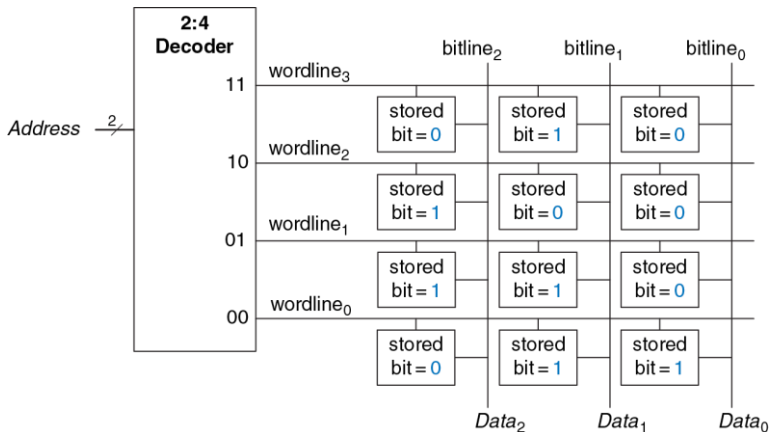 2:4
Decoder
bitline₂ bitline₁ bitline₀
wordline₃
11
Address 2
stored stored stored
bit = 0 bit = 1 bit = 0
wordline₂
10
stored stored stored
bit = 1 bit = 0 bit = 0
wordline₁
01
stored stored stored
bit = 1 bit = 1 bit = 0
wordline₀
00
stored stored stored
bit = 0 bit = 1 bit = 1
Data₂ Data₁ Data₀